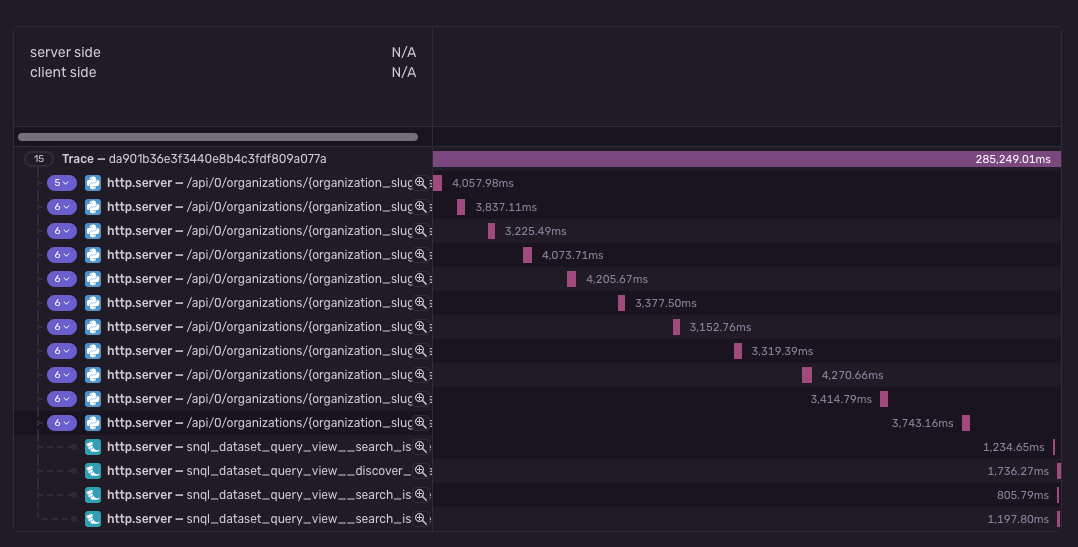 server side N/A
client side N/A
15 Trace — da901b36e3f3440e8b4c3fdf809a077a 285,249.01ms
5 http.server — /api/0/organizations/{organization_slug 4,057.98ms
6 http.server — /api/0/organizations/{organization_slug 3,837.11ms
6 http.server — /api/0/organizations/{organization_slug 3,225.49ms
6 http.server — /api/0/organizations/{organization_slug 4,073.71ms
6 http.server — /api/0/organizations/{organization_slug 4,205.67ms
6 http.server — /api/0/organizations/{organization_slug 3,377.50ms
6 http.server — /api/0/organizations/{organization_slug 3,152.76ms
6 http.server — /api/0/organizations/{organization_slug 3,319.39ms
6 http.server — /api/0/organizations/{organization_slug 4,270.66ms
6 http.server — /api/0/organizations/{organization_slug 3,414.79ms
6 http.server — /api/0/organizations/{organization_slug 3,743.16ms
http.server — snql_dataset_query_view__search_is 1,234.65ms
http.server — snql_dataset_query_view__discover_ 1,736.27ms
http.server — snql_dataset_query_view__search_is 805.79ms
http.server — snql_dataset_query_view__search_is 1,197.80ms